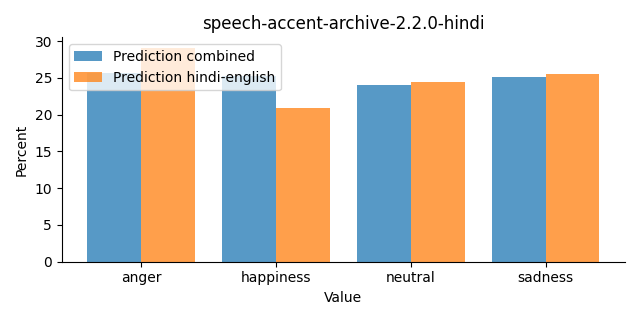 speech-accent-archive-2.2.0-hindi
Prediction combined
Prediction hindi-english
Percent
30
25
20
15
10
5
0
anger happiness neutral sadness
Value